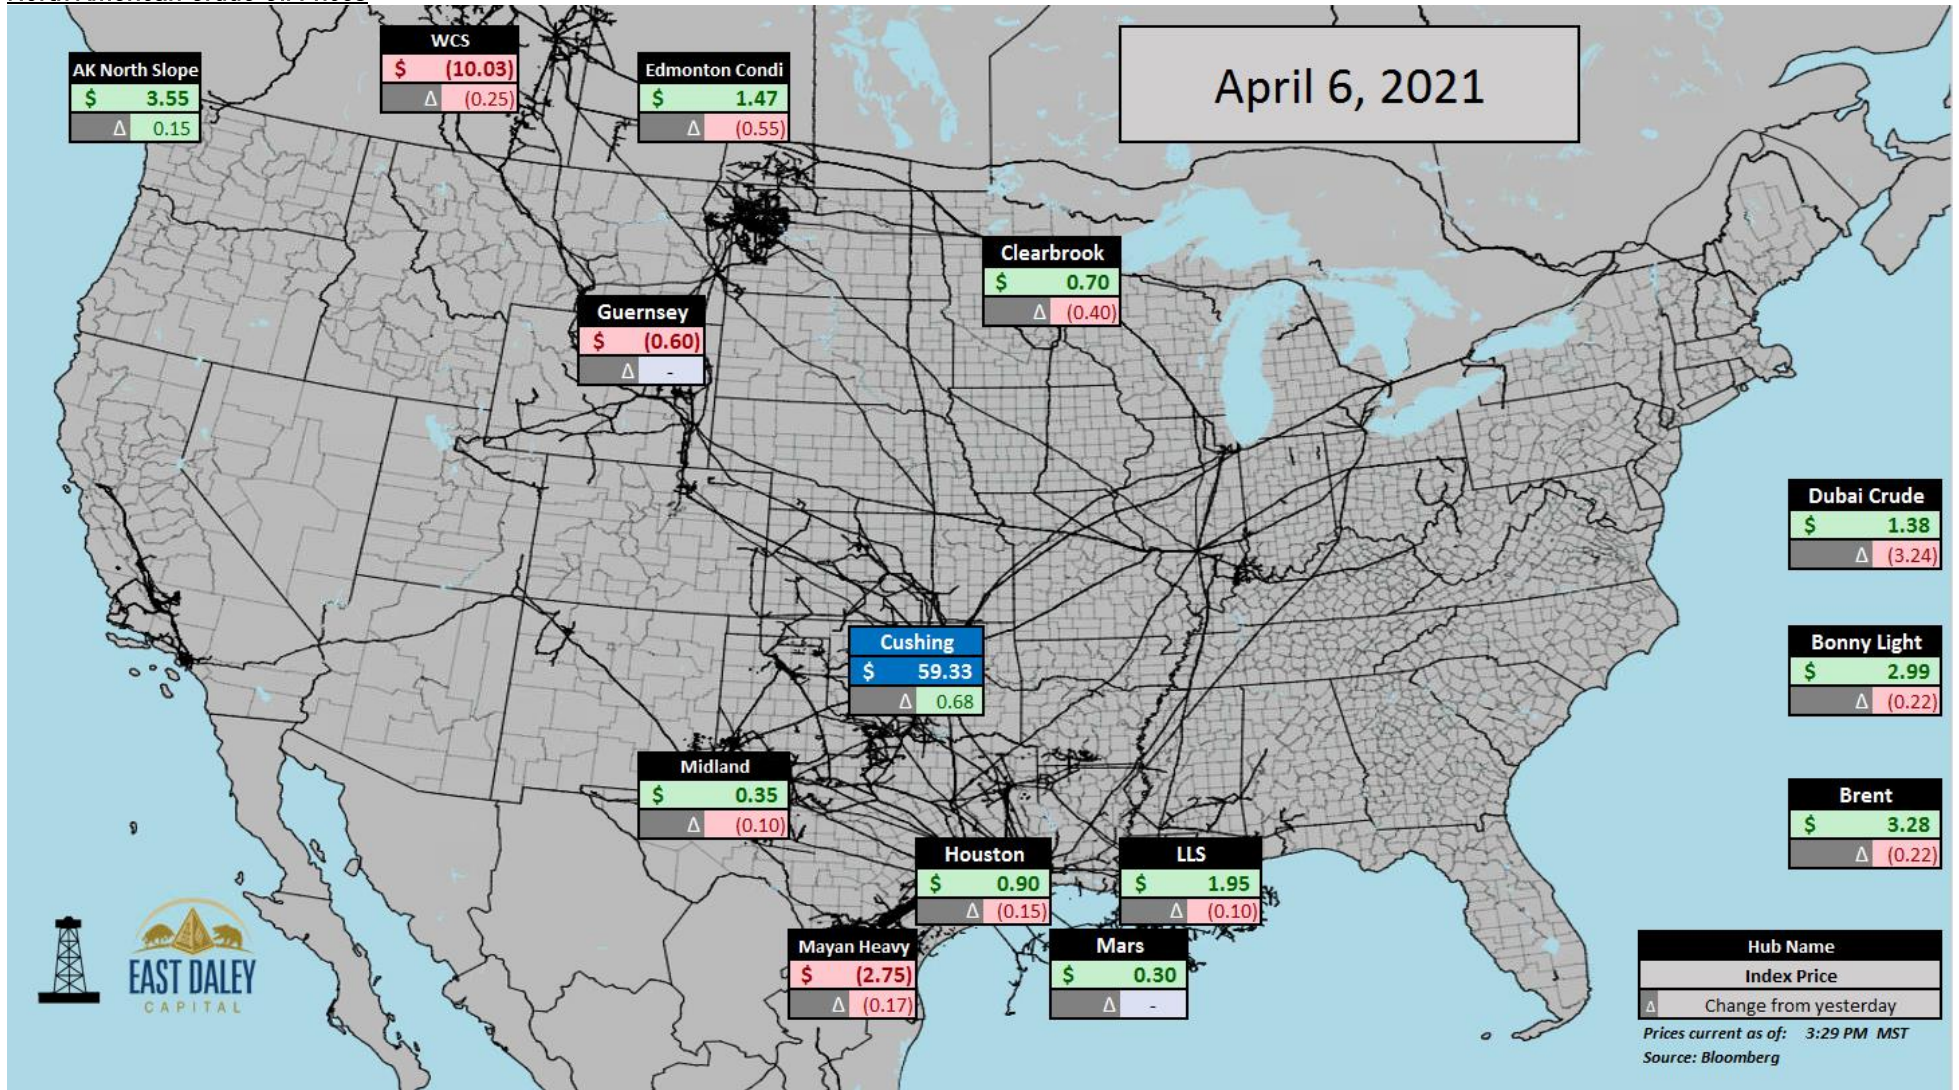 North American Crude Oil Prices
April 6, 2021
AK North Slope
$ 3.55
Δ 0.15
WCS
$ (10.03)
Δ (0.25)
Edmonton Condi
$ 1.47
Δ (0.55)
Clearbrook
$ 0.70
Δ (0.40)
Guernsey
$ (0.60)
Δ -
Dubai Crude
$ 1.38
Δ (3.24)
Cushing
$ 59.33
Δ 0.68
Bonny Light
$ 2.99
Δ (0.22)
Midland
$ 0.35
Δ (0.10)
Brent
$ 3.28
Δ (0.22)
Houston
$ 0.90
Δ (0.15)
LLS
$ 1.95
Δ (0.10)
Mayan Heavy
$ (2.75)
Δ (0.17)
Mars
$ 0.30
Δ -
EAST DALEY
CAPITAL
Hub Name
Index Price
Δ Change from yesterday
Prices current as of: 3:29 PM MST
Source: Bloomberg